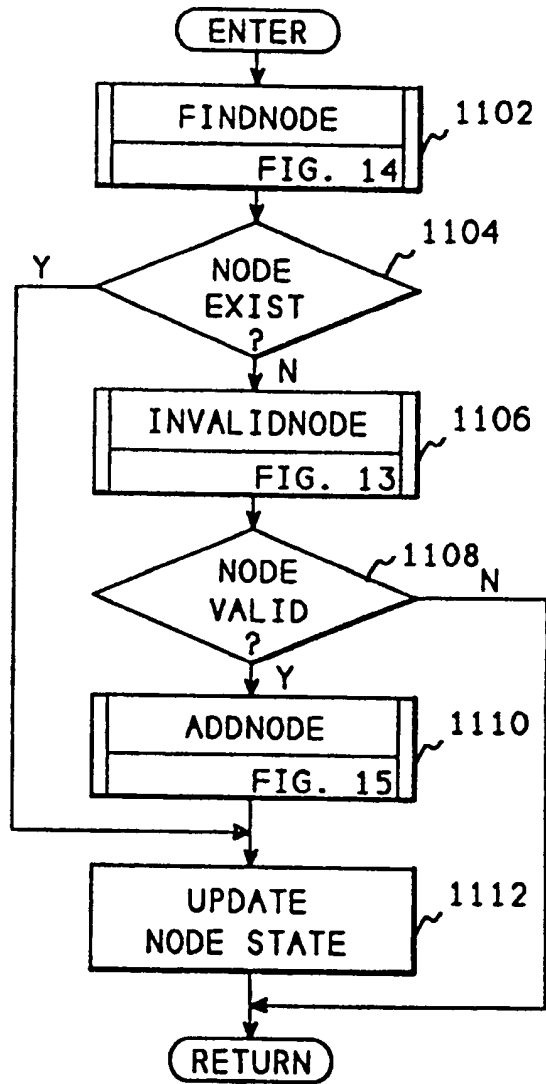 ENTER
FINDNODE
FIG. 14
1102
1104
Y
NODE
EXIST
?
N
INVALIDNODE
FIG. 13
1106
1108
NODE
VALID
?
N
Y
ADDNODE
FIG. 15
1110
UPDATE
NODE STATE
1112
RETURN